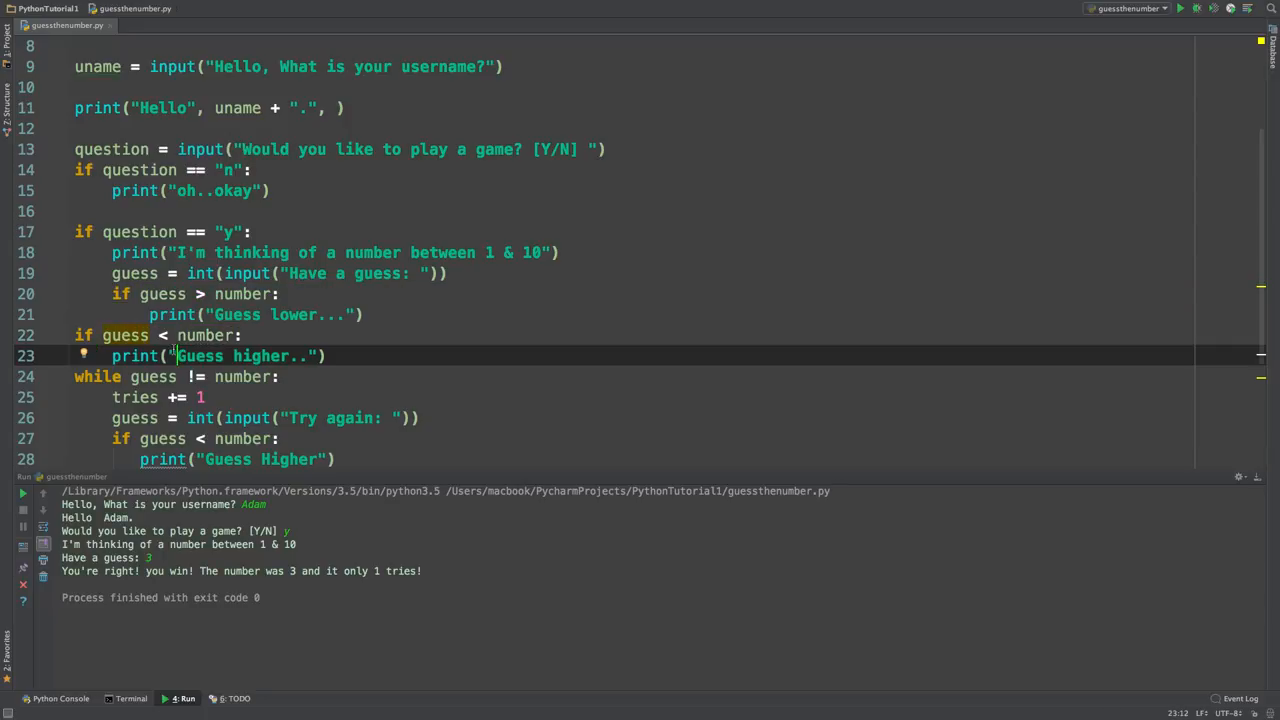 PythonTutorial1 guessthenumber.py guessthenumber
guessthenumber.py
1: Project
Z: Structure
2: Favorites
Database
8
9 uname = input("Hello, What is your username?")
10
11 print("Hello", uname + ".", )
12
13 question = input("Would you like to play a game? [Y/N] ")
14 if question == "n":
15 print("oh..okay")
16
17 if question == "y":
18 print("I'm thinking of a number between 1 & 10")
19 guess = int(input("Have a guess: "))
20 if guess > number:
21 print("Guess lower...")
22 if guess < number:
23 print("Guess higher..")
24 while guess != number:
25 tries += 1
26 guess = int(input("Try again: "))
27 if guess < number:
28 print("Guess Higher")
Run guessthenumber
/Library/Frameworks/Python.framework/Versions/3.5/bin/python3.5 /Users/macbook/PycharmProjects/PythonTutorial1/guessthenumber.py
Hello, What is your username? Adam
Hello  Adam.
Would you like to play a game? [Y/N] y
I'm thinking of a number between 1 & 10
Have a guess: 3
You're right! you win! The number was 3 and it only 1 tries!
Process finished with exit code 0
Python Console Terminal 4: Run 6: TODO Event Log
23:12 LF÷ UTF-8÷